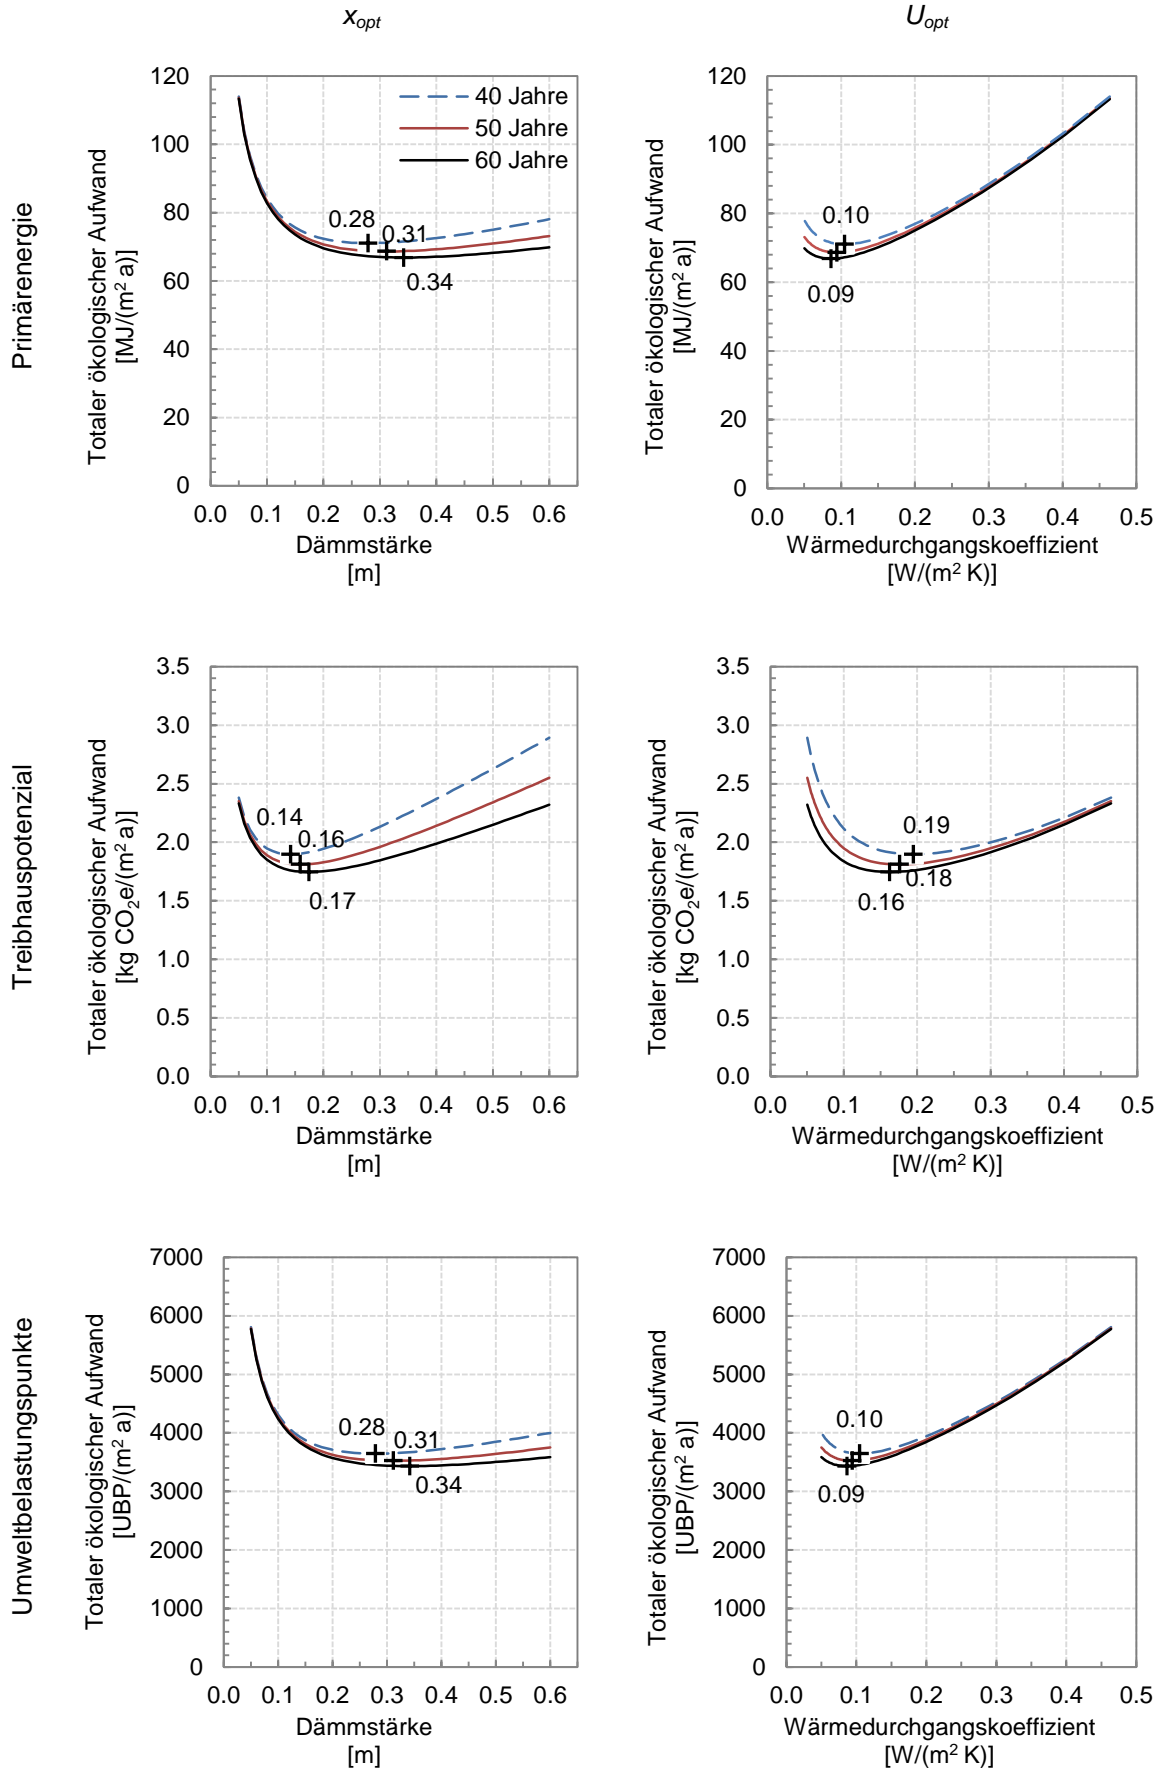 x_opt
U_opt
Primärenergie
Totaler ökologischer Aufwand
[MJ/(m² a)]
120
100
80
60
40
20
0
40 Jahre
50 Jahre
60 Jahre
0.28
0.31
0.34
0.0 0.1 0.2 0.3 0.4 0.5 0.6
Dämmstärke
[m]
Totaler ökologischer Aufwand
[MJ/(m² a)]
120
100
80
60
40
20
0
0.10
0.09
0.0 0.1 0.2 0.3 0.4 0.5
Wärmedurchgangskoeffizient
[W/(m² K)]
Treibhauspotenzial
Totaler ökologischer Aufwand
[kg CO₂e/(m² a)]
3.5
3.0
2.5
2.0
1.5
1.0
0.5
0.0
0.14
0.16
0.17
0.0 0.1 0.2 0.3 0.4 0.5 0.6
Dämmstärke
[m]
Totaler ökologischer Aufwand
[kg CO₂e/(m² a)]
3.5
3.0
2.5
2.0
1.5
1.0
0.5
0.0
0.19
0.18
0.16
0.0 0.1 0.2 0.3 0.4 0.5
Wärmedurchgangskoeffizient
[W/(m² K)]
Umweltbelastungspunkte
Totaler ökologischer Aufwand
[UBP/(m² a)]
7000
6000
5000
4000
3000
2000
1000
0
0.28
0.31
0.34
0.0 0.1 0.2 0.3 0.4 0.5 0.6
Dämmstärke
[m]
Totaler ökologischer Aufwand
[UBP/(m² a)]
7000
6000
5000
4000
3000
2000
1000
0
0.10
0.09
0.0 0.1 0.2 0.3 0.4 0.5
Wärmedurchgangskoeffizient
[W/(m² K)]